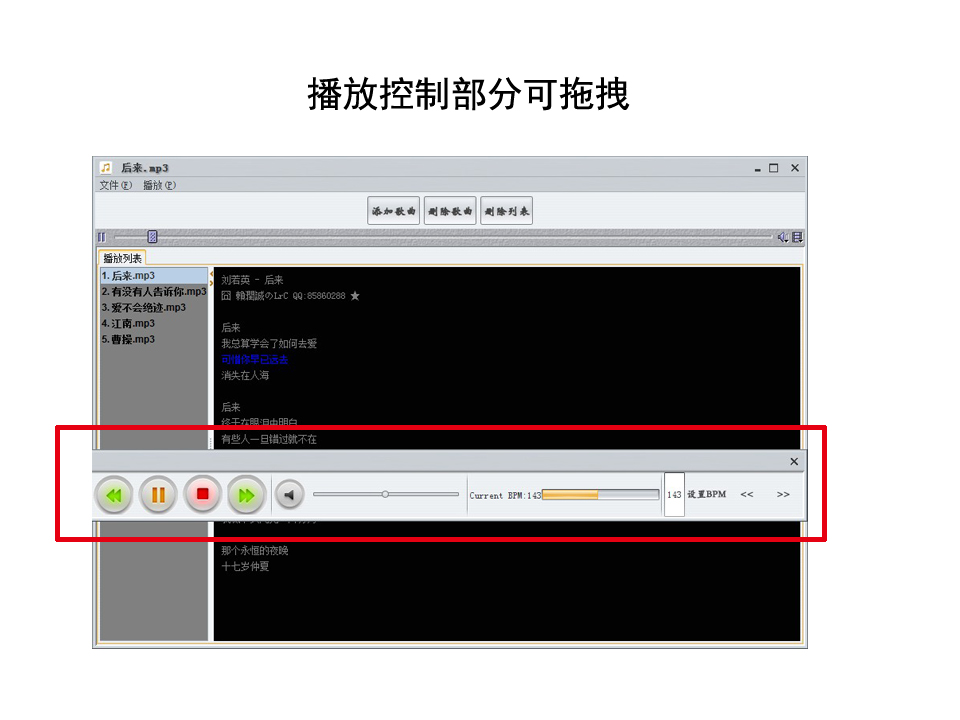 播放控制部分可拖拽
后来.mp3
文件(F) 播放(P)
添加歌曲 删除歌曲 删除列表
播放列表
1.后来.mp3
2.有没有人告诉你.mp3
3.爱不会绝迹.mp3
4.江南.mp3
5.曹操.mp3
刘若英 - 后来
囧 賴潤誠のLrC QQ:85860288 ★
后来
我总算学会了如何去爱
可惜你早已远去
消失在人海
后来
终于在眼泪中明白
有些人一旦错过就不在
Current BPM:143
143 设置BPM << >>
那个永恒的夜晚
十七岁仲夏